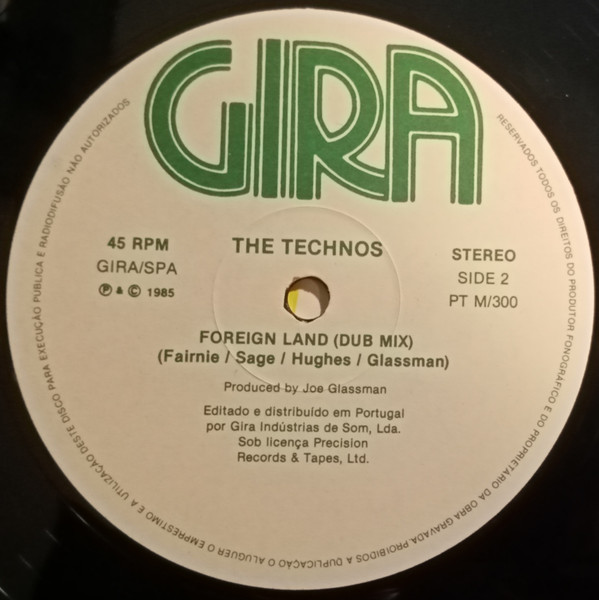 GIRA
45 RPM
GIRA/SPA
Ⓟ & © 1985
THE TECHNOS
STEREO
SIDE 2
PT M/300
FOREIGN LAND (DUB MIX)
(Fairnie / Sage / Hughes / Glassman)
Produced by Joe Glassman
Editado e distribuído em Portugal
por Gira Indústrias de Som, Lda.
Sob licença Precision
Records & Tapes, Ltd.
RESERVADOS TODOS OS DIREITOS DO PRODUTOR FONOGRÁFICO E DO PROPRIETÁRIO DA OBRA GRAVADA PROIBIDOS A DUPLICAÇÃO O ALUGUER O EMPRÉSTIMO E A UTILIZAÇÃO DESTE DISCO PARA EXECUÇÃO PÚBLICA E RADIODIFUSÃO NÃO AUTORIZADOS